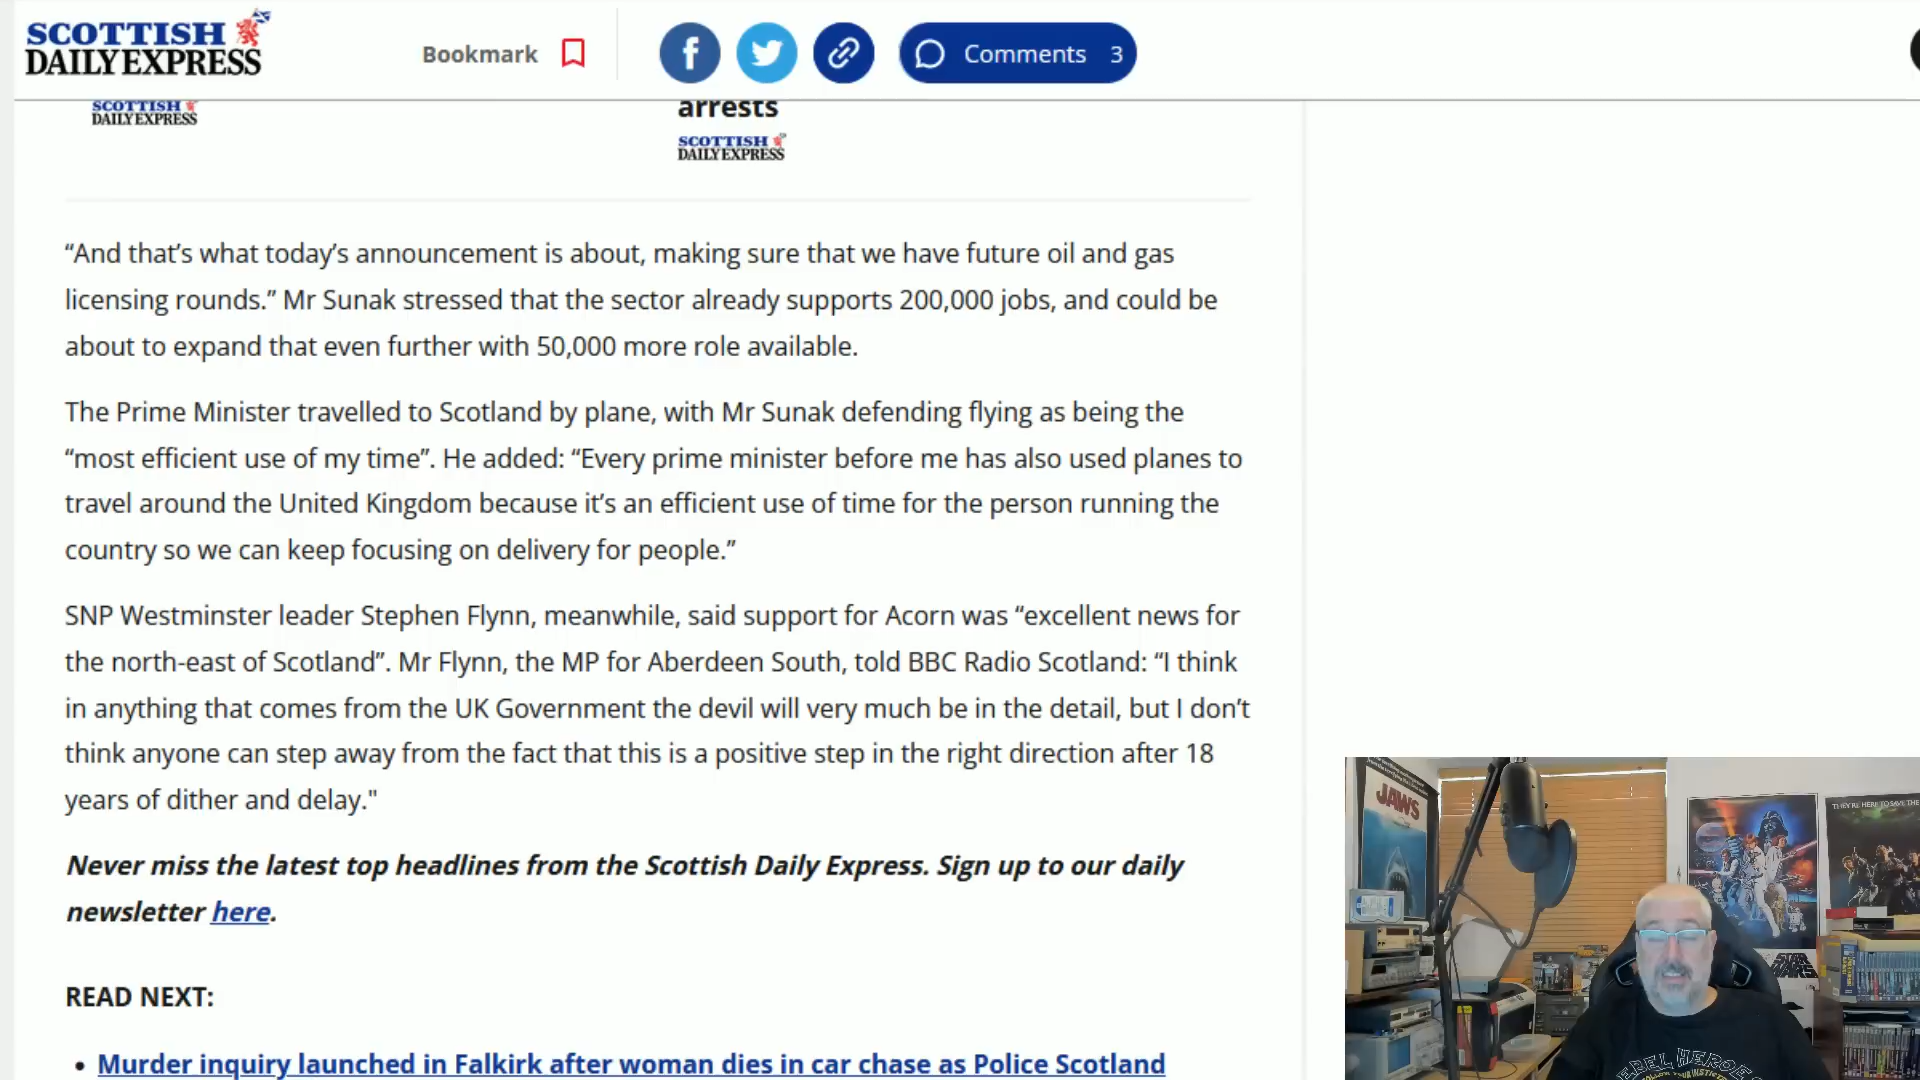 SCOTTISH
DAILY EXPRESS
Bookmark
Comments 3
SCOTTISH
DAILY EXPRESS
arrests
SCOTTISH
DAILY EXPRESS
“And that’s what today’s announcement is about, making sure that we have future oil and gas
licensing rounds.” Mr Sunak stressed that the sector already supports 200,000 jobs, and could be
about to expand that even further with 50,000 more role available.
The Prime Minister travelled to Scotland by plane, with Mr Sunak defending flying as being the
“most efficient use of my time”. He added: “Every prime minister before me has also used planes to
travel around the United Kingdom because it’s an efficient use of time for the person running the
country so we can keep focusing on delivery for people.”
SNP Westminster leader Stephen Flynn, meanwhile, said support for Acorn was “excellent news for
the north-east of Scotland”. Mr Flynn, the MP for Aberdeen South, told BBC Radio Scotland: “I think
in anything that comes from the UK Government the devil will very much be in the detail, but I don’t
think anyone can step away from the fact that this is a positive step in the right direction after 18
years of dither and delay."
Never miss the latest top headlines from the Scottish Daily Express. Sign up to our daily
newsletter here.
READ NEXT:
• Murder inquiry launched in Falkirk after woman dies in car chase as Police Scotland
JAWS
THEY'RE HERE TO SAVE THE
STAR
WARS
REBEL HEROES